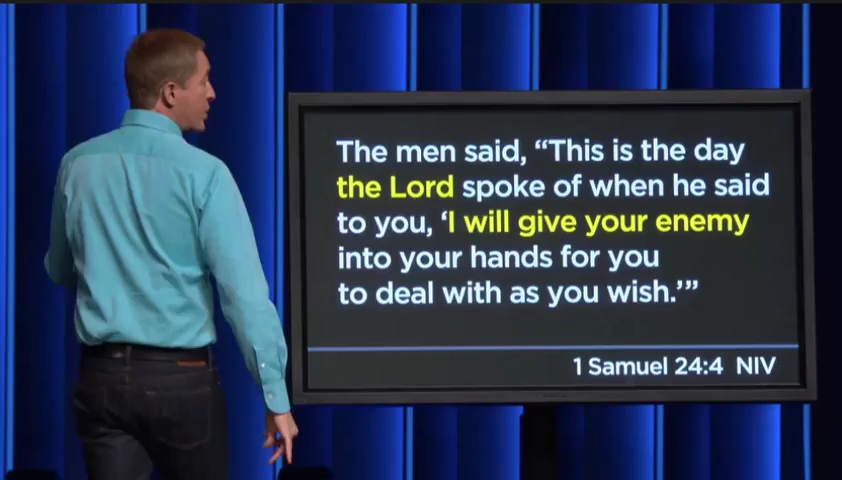 The men said, “This is the day
the Lord spoke of when he said
to you, ‘I will give your enemy
into your hands for you
to deal with as you wish.’”
1 Samuel 24:4 NIV